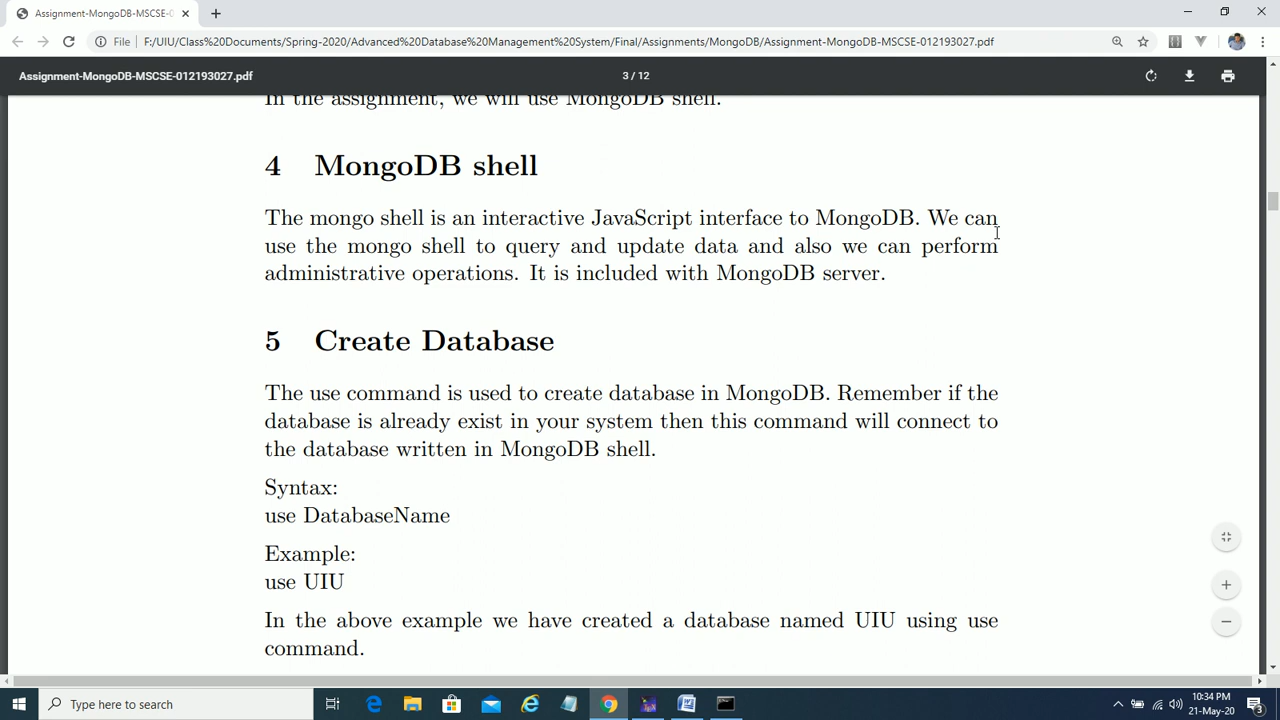 Assignment-MongoDB-MSCSE-0
File
F:/UIU/Class%20Documents/Spring-2020/Advanced%20Database%20Management%20System/Final/Assignments/MongoDB/Assignment-MongoDB-MSCSE-012193027.pdf
Assignment-MongoDB-MSCSE-012193027.pdf
3 / 12
In the assignment, we will use MongoDB shell.
4 MongoDB shell
The mongo shell is an interactive JavaScript interface to MongoDB. We can
use the mongo shell to query and update data and also we can perform
administrative operations. It is included with MongoDB server.
5 Create Database
The use command is used to create database in MongoDB. Remember if the
database is already exist in your system then this command will connect to
the database written in MongoDB shell.
Syntax:
use DatabaseName
Example:
use UIU
In the above example we have created a database named UIU using use
command.
Type here to search
10:34 PM
21-May-20
3